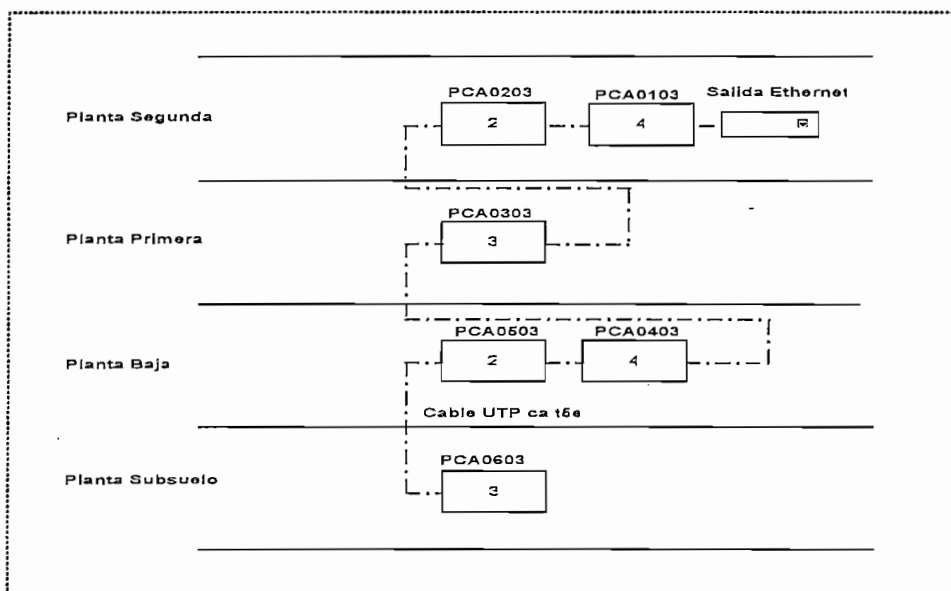 PCA0203 PCA0103 Salida Ethernet
Planta Segunda 2 4
PCA0303
Planta Primera 3
PCA0503 PCA0403
Planta Baja 2 4
Cable UTP cat5e
PCA0603
Planta Subsuelo 3